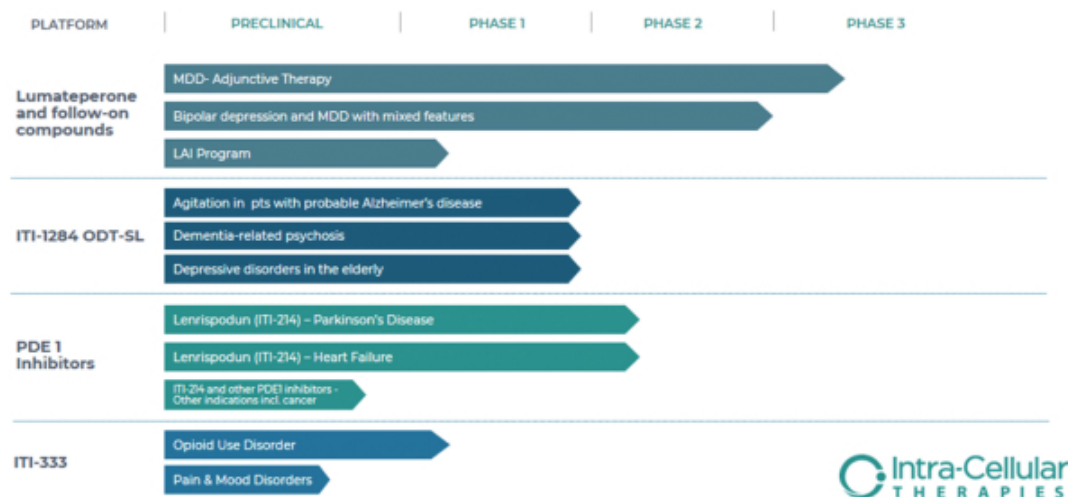 PLATFORM PRECLINICAL PHASE 1 PHASE 2 PHASE 3
Lumateperone
and follow-on
compounds
MDD- Adjunctive Therapy
Bipolar depression and MDD with mixed features
LAI Program
ITI-1284 ODT-SL
Agitation in pts with probable Alzheimer's disease
Dementia-related psychosis
Depressive disorders in the elderly
PDE 1
Inhibitors
Lenrispodun (ITI-214) – Parkinson's Disease
Lenrispodun (ITI-214) – Heart Failure
ITI-214 and other PDE1 inhibitors -
Other indications incl. cancer
ITI-333
Opioid Use Disorder
Pain & Mood Disorders
Intra-Cellular
THERAPIES